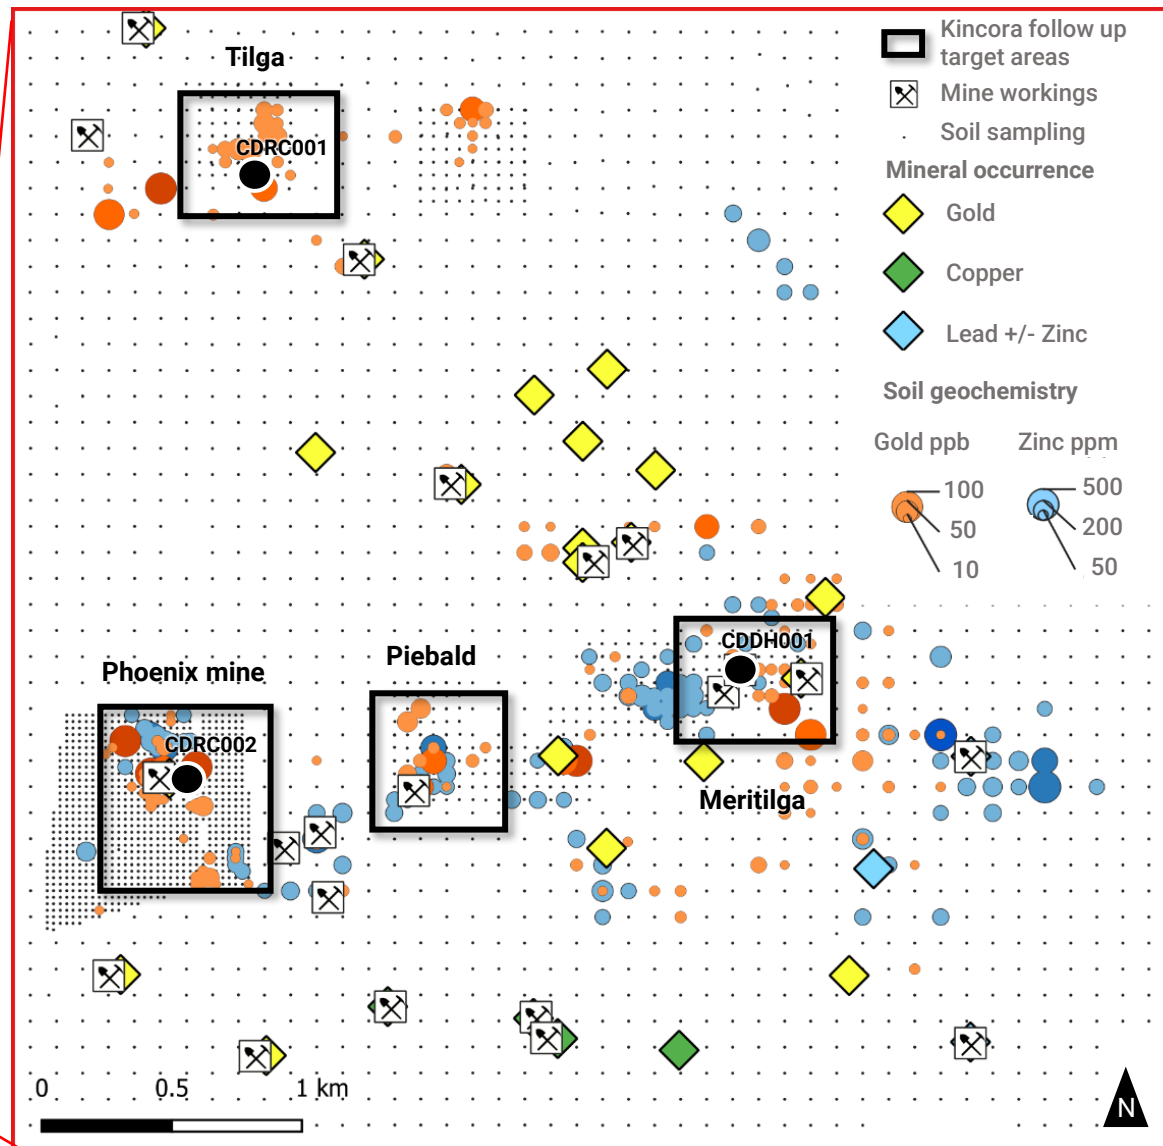 Tilga
CDRC001
Kincora follow up
target areas
Mine workings
Soil sampling
Mineral occurrence
Gold
Copper
Lead +/- Zinc
Soil geochemistry
Gold ppb
Zinc ppm
100
50
10
500
200
50
CDDH001
Piebald
Phoenix mine
CDRC002
Meritilga
0
0.5
1 km
N